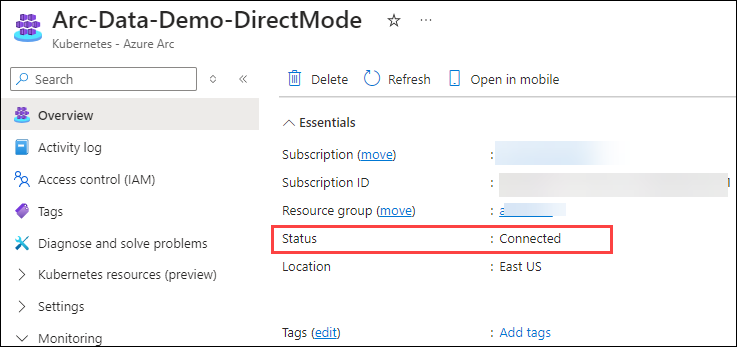 Arc-Data-Demo-DirectMode
Kubernetes - Azure Arc
Search
Delete Refresh Open in mobile
Overview
Activity log
Access control (IAM)
Tags
Diagnose and solve problems
Kubernetes resources (preview)
Settings
Monitoring
Essentials
Subscription (move) :
Subscription ID :
Resource group (move) :
Status : Connected
Location : East US
Tags (edit) : Add tags